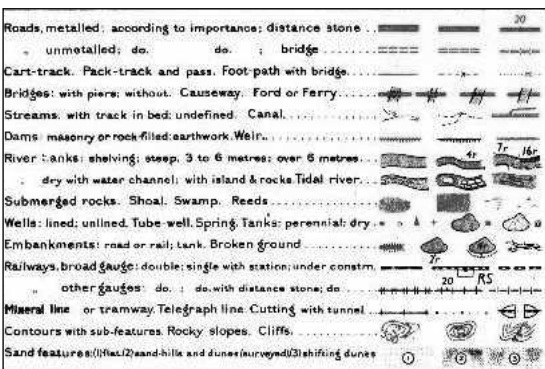 20
Roads, metalled: according to importance; distance stone
„ unmetalled; do. do. ; bridge
Cart-track. Pack-track and pass. Foot-path with bridge
Bridges: with piers; without. Causeway. Ford or Ferry
Streams: with track in bed; undefined. Canal
Dams: masonry or rock-filled; earthwork. Weir
7r
4r 16r
River banks: shelving; steep, 3 to 6 metres; over 6 metres
„ dry with water channel; with island & rocks. Tidal river
Submerged rocks. Shoal. Swamp. Reeds
Wells: lined; unlined. Tube-well. Spring. Tanks: perennial; dry
Embankments: road or rail; tank. Broken ground
7r
Railways, broad gauge: double; single with station; under constrn.
„ other gauges: do. ; do. with distance stone; do
20 RS
Mineral line or tramway. Telegraph line. Cutting with tunnel
Contours with sub-features. Rocky slopes. Cliffs
Sand features: (1) flat. (2) sand-hills and dunes (surveyed). (3) shifting dunes
1 2 3